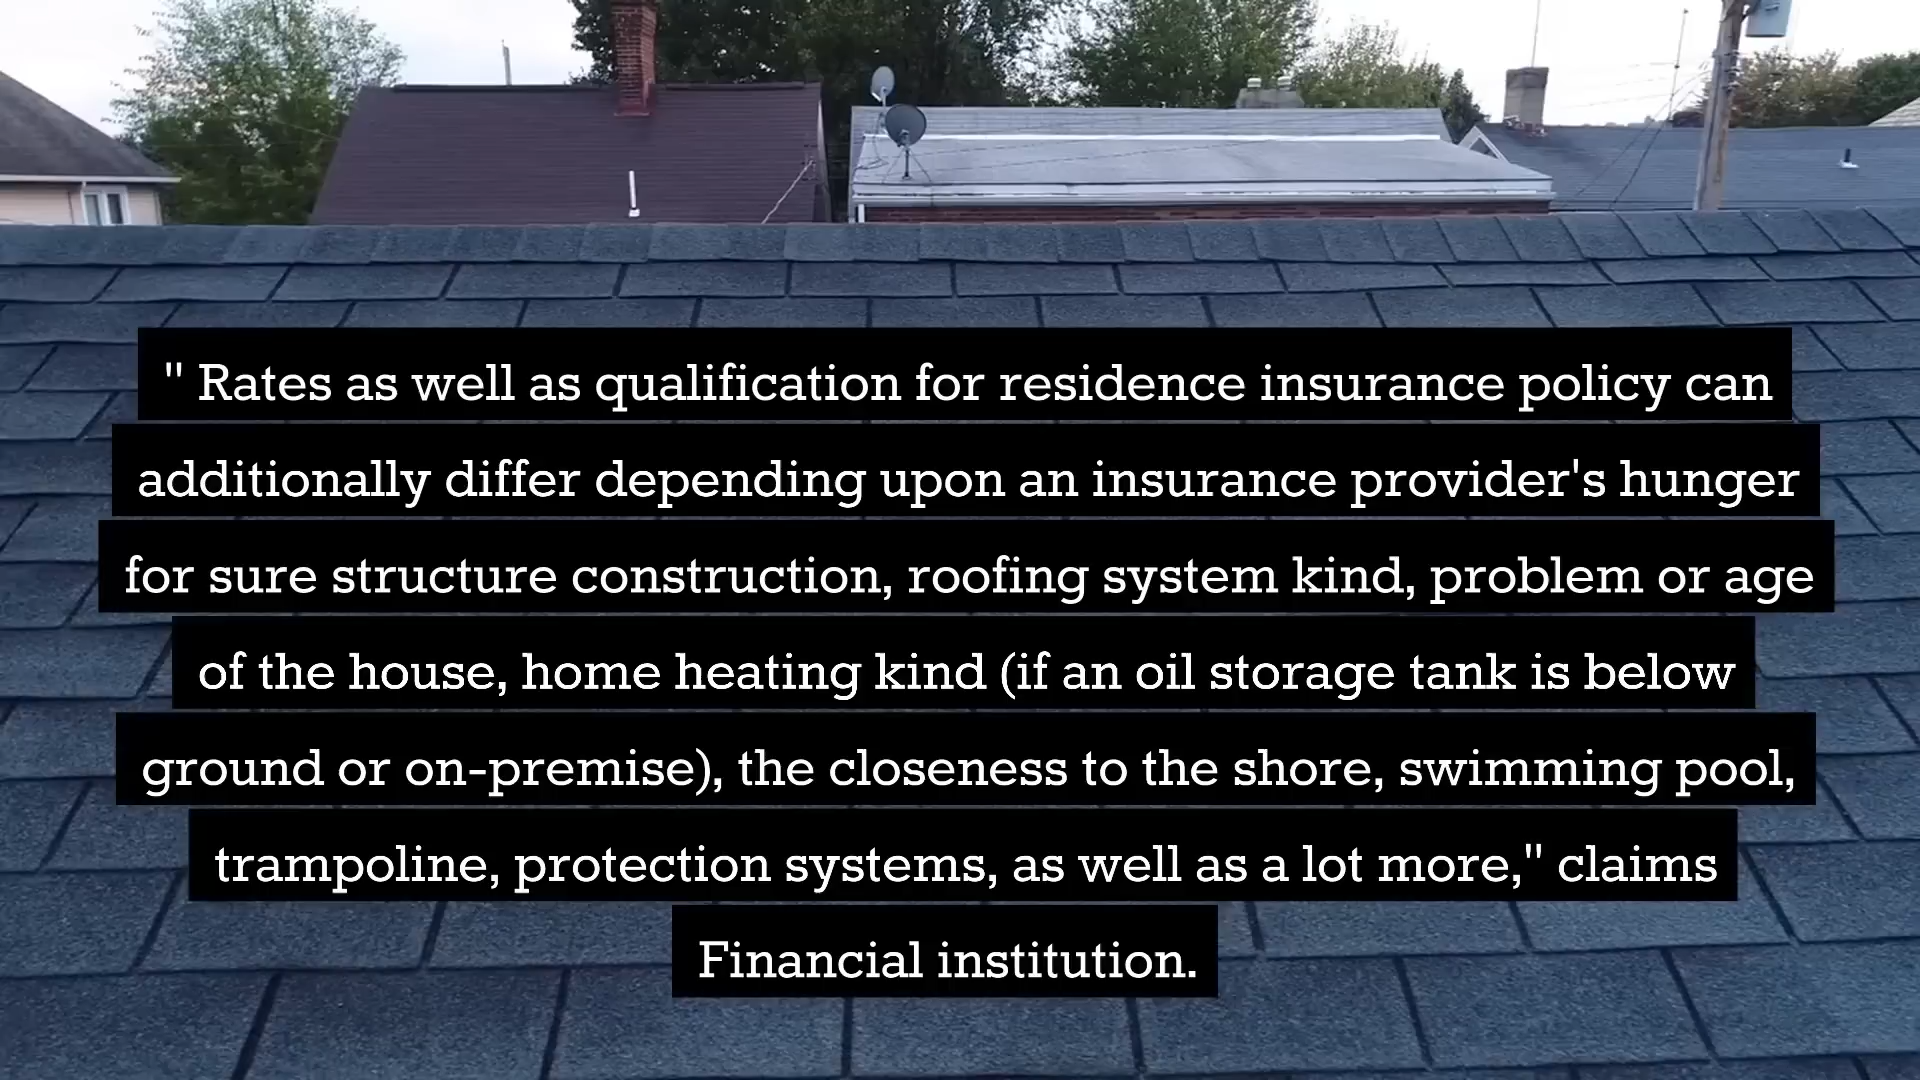 " Rates as well as qualification for residence insurance policy can
additionally differ depending upon an insurance provider's hunger
for sure structure construction, roofing system kind, problem or age
of the house, home heating kind (if an oil storage tank is below
ground or on-premise), the closeness to the shore, swimming pool,
trampoline, protection systems, as well as a lot more," claims
Financial institution.